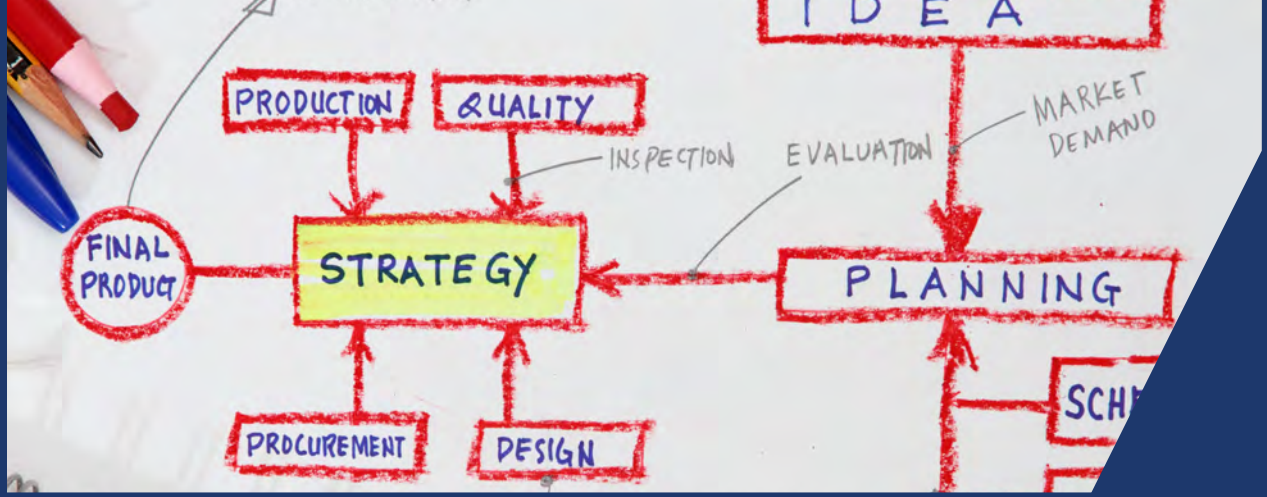 IDEA
PRODUCTION
QUALITY
MARKET
DEMAND
INSPECTION
EVALUATION
FINAL
PRODUCT
STRATEGY
PLANNING
PROCUREMENT
DESIGN